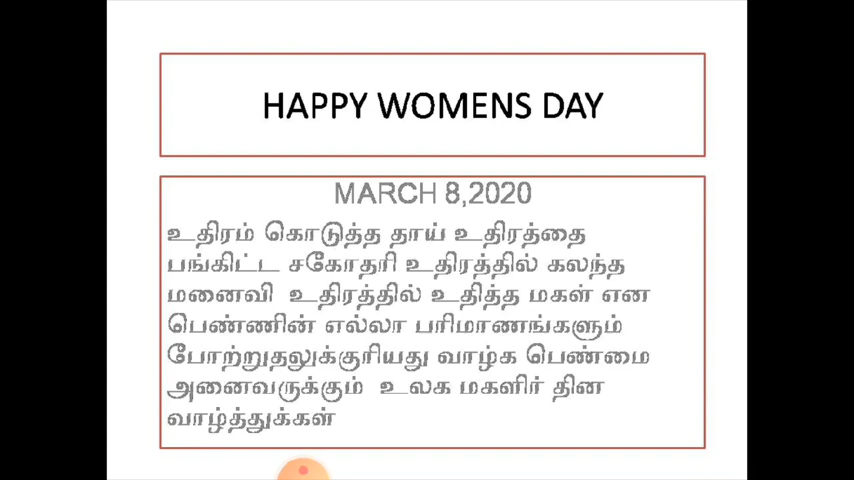 HAPPY WOMENS DAY
MARCH 8,2020
உதிரம் கொடுத்த தாய் உதிரத்தை
பங்கிட்ட சகோதரி உதிரத்தில் கலந்த
மனைவி உதிரத்தில் உதித்த மகள் என
பெண்ணின் எல்லா பரிமாணங்களும்
போற்றுதலுக்குரியது வாழ்க பெண்மை
அனைவருக்கும் உலக மகளிர் தின
வாழ்த்துக்கள்